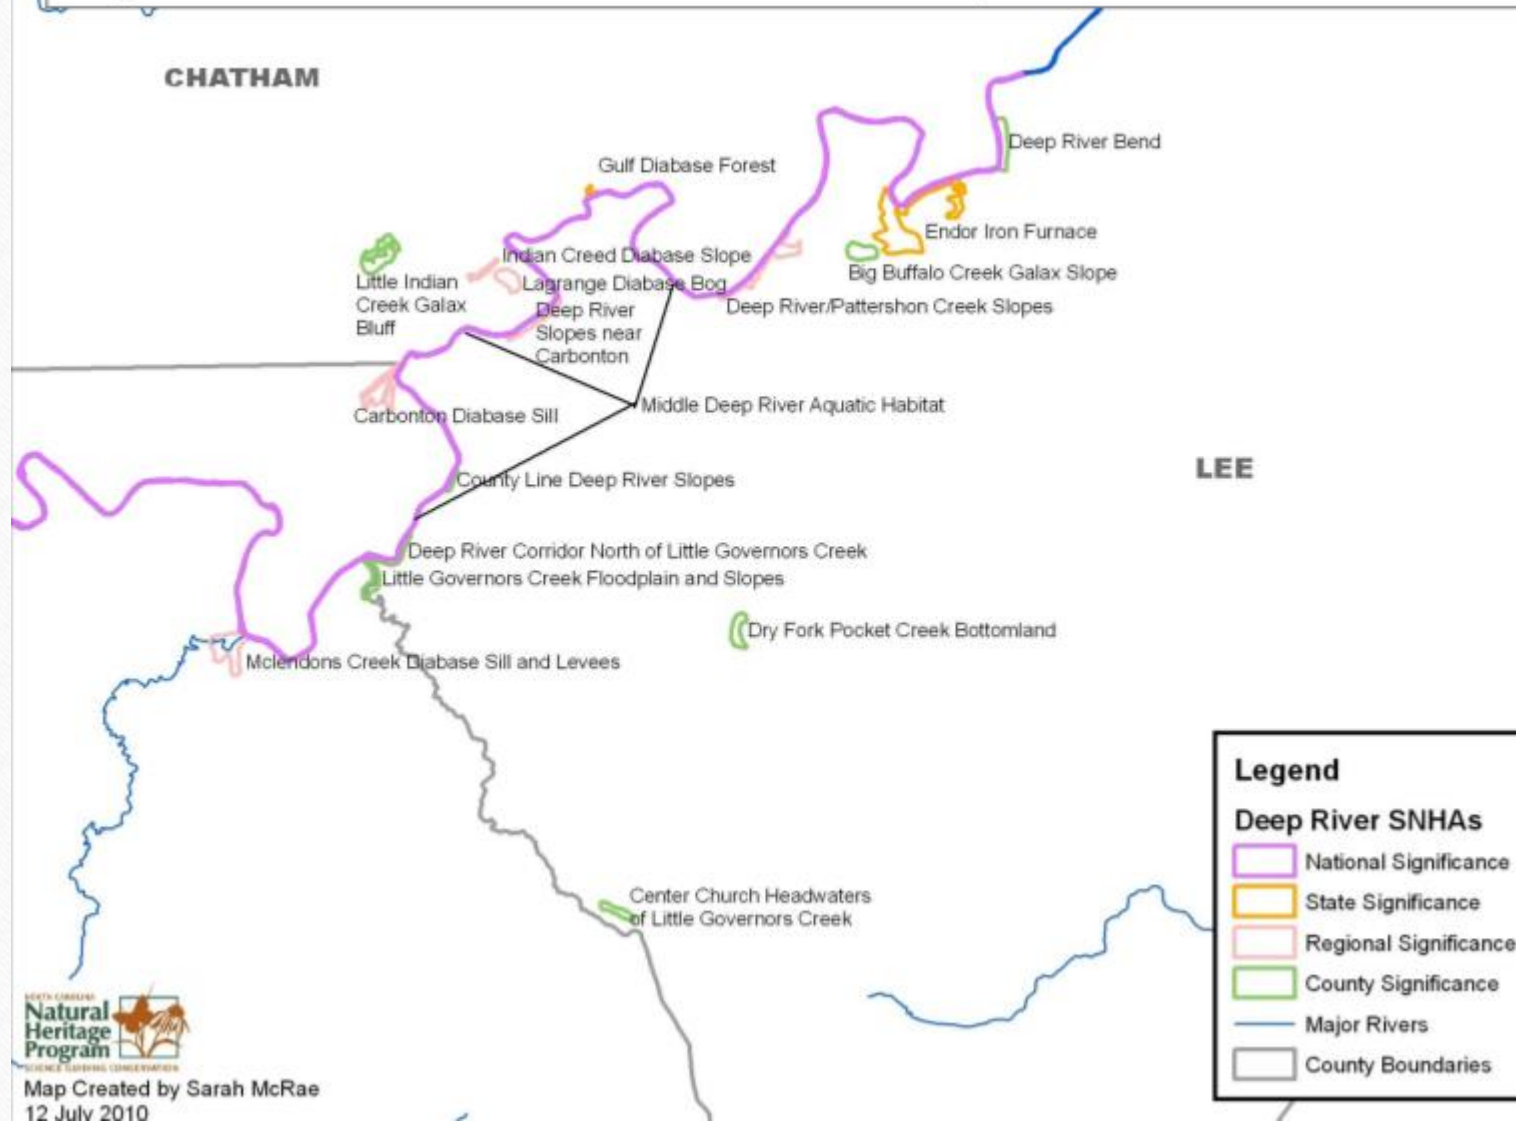 CHATHAM
Deep River Bend
Gulf Diabase Forest
Endor Iron Furnace
Indian Creed Diabase Slope
Big Buffalo Creek Galax Slope
Little Indian
Creek Galax
Bluff
Lagrange Diabase Bog
Deep River
Slopes near
Carbonton
Deep River/Pattershon Creek Slopes
Middle Deep River Aquatic Habitat
Carbonton Diabase Sill
LEE
County Line Deep River Slopes
Deep River Corridor North of Little Governors Creek
Little Governors Creek Floodplain and Slopes
Dry Fork Pocket Creek Bottomland
Mclendons Creek Diabase Sill and Levees
Center Church Headwaters
of Little Governors Creek
Legend
Deep River SNHAs
National Significance
State Significance
Regional Significance
County Significance
Major Rivers
County Boundaries
NORTH CAROLINA
Natural
Heritage
Program
SCIENCE GUIDING CONSERVATION
Map Created by Sarah McRae
12 July 2010